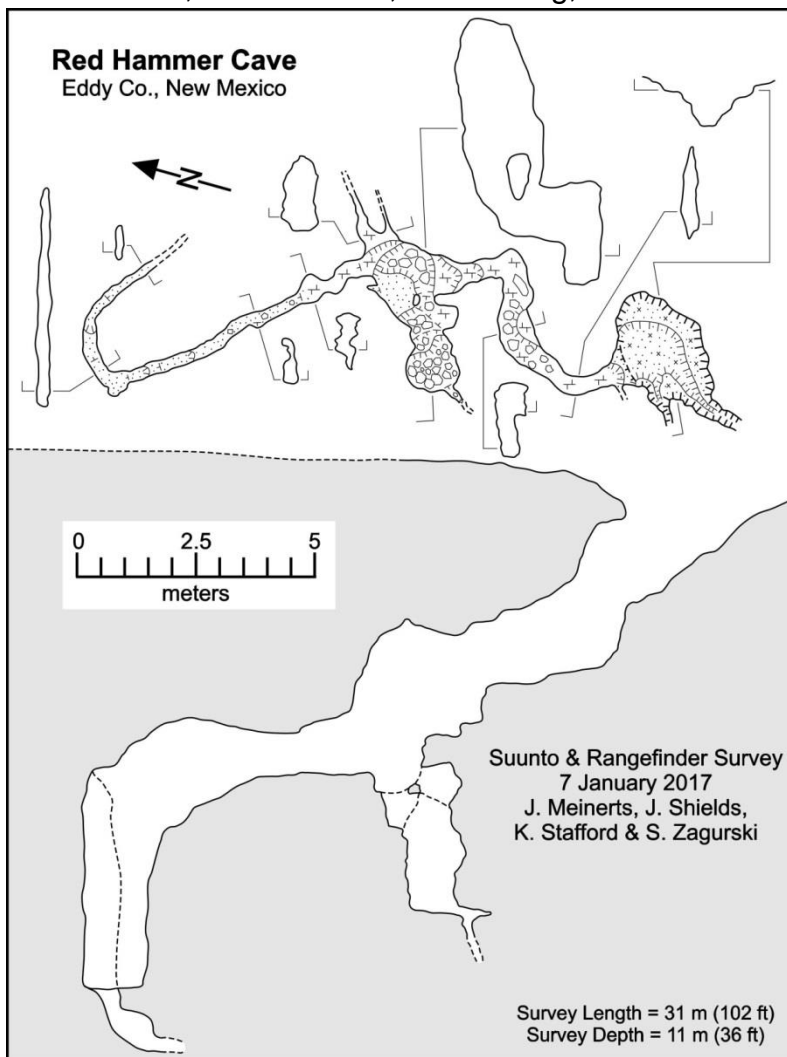 Red Hammer Cave
Eddy Co., New Mexico
N
0 2.5 5
meters
Suunto & Rangefinder Survey
7 January 2017
J. Meinerts, J. Shields,
K. Stafford & S. Zagurski
Survey Length = 31 m (102 ft)
Survey Depth = 11 m (36 ft)